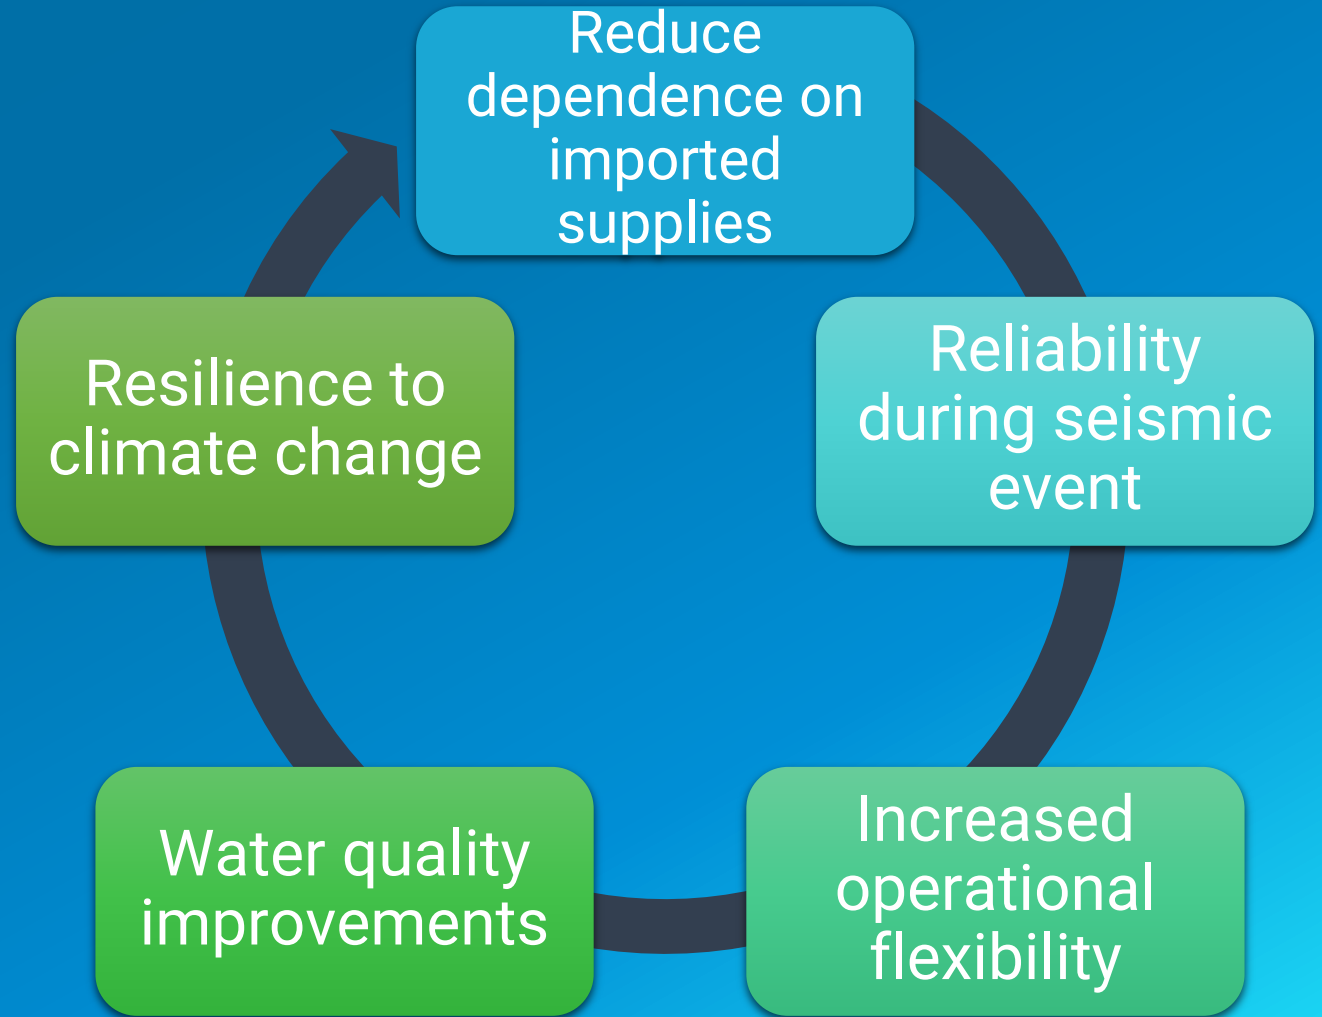 Reduce
dependence on
imported
supplies
Reliability
during seismic
event
Increased
operational
flexibility
Water quality
improvements
Resilience to
climate change